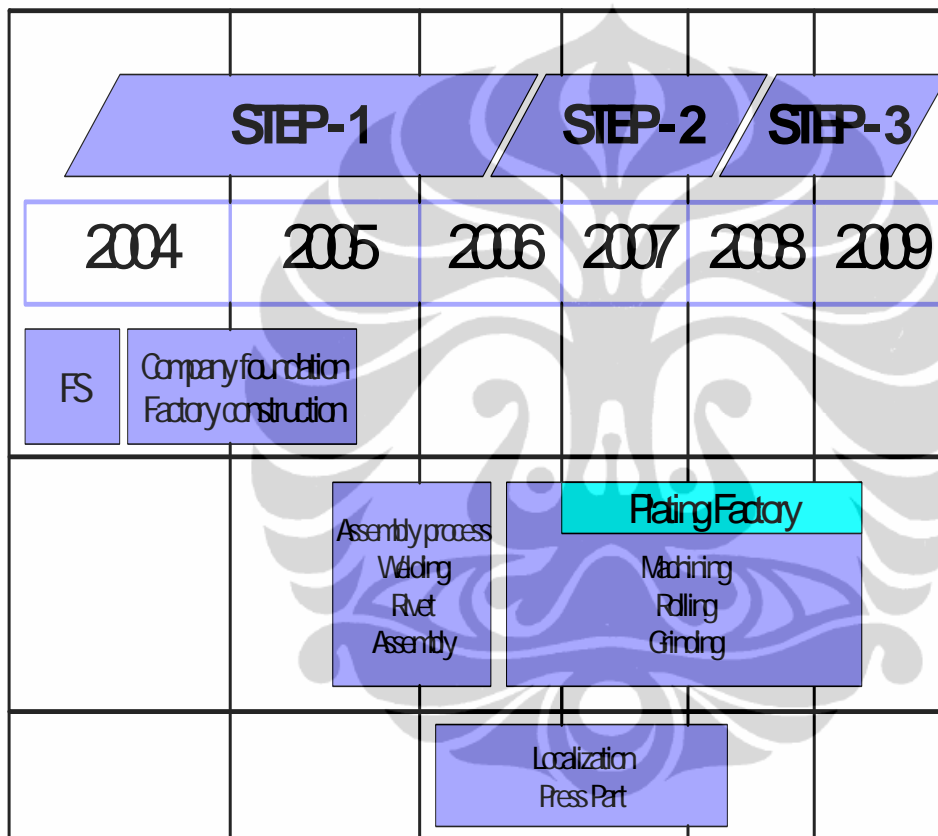 STEP-1 STEP-2 STEP-3
2004 2005 2006 2007 2008 2009
FS
Company foundation
Factory construction
Assembly process
Welding
Rivet
Assembly
Plating Factory
Machining
Rolling
Grinding
Localization
Press Part